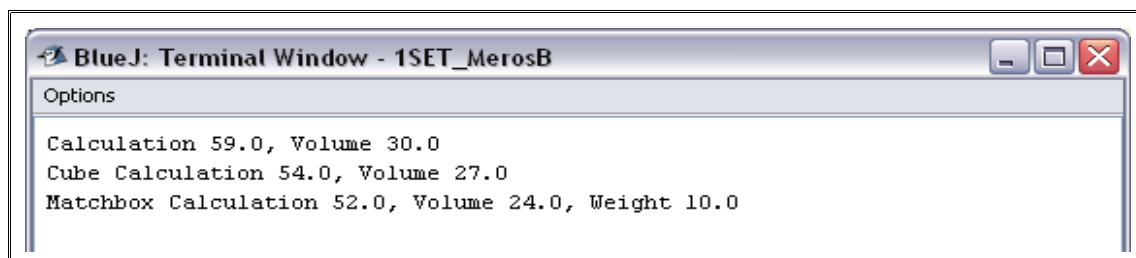 BlueJ: Terminal Window - 1SET_MerosB
Options
Calculation 59.0, Volume 30.0
Cube Calculation 54.0, Volume 27.0
Matchbox Calculation 52.0, Volume 24.0, Weight 10.0